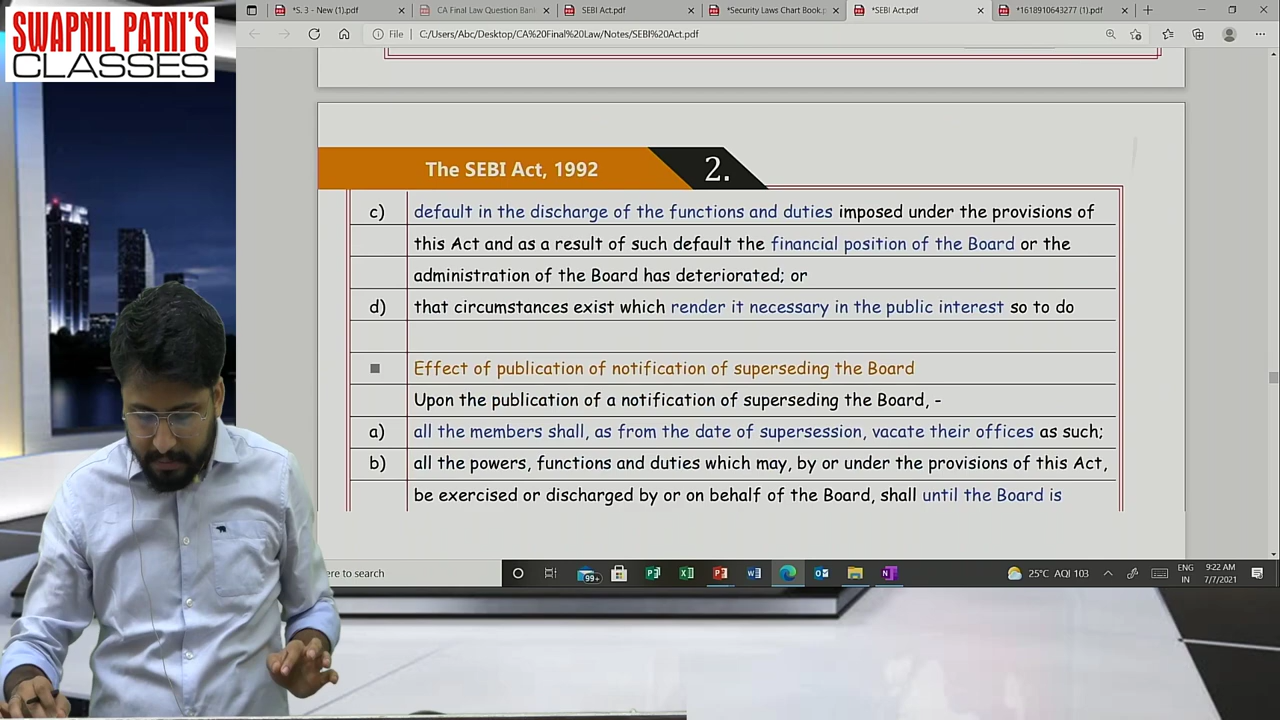 SWAPNIL PATNI'S
CLASSES
*S. 3 - New (1).pdf
CA Final Law Question Ban
SEBI Act.pdf
*Security Laws Chart Book.p
*SEBI Act.pdf
*1618910643277 (1).pdf
File
C:/Users/Abc/Desktop/CA%20Final%20Law/Notes/SEBI%20Act.pdf
The SEBI Act, 1992 2.
c) default in the discharge of the functions and duties imposed under the provisions of
this Act and as a result of such default the financial position of the Board or the
administration of the Board has deteriorated; or
d) that circumstances exist which render it necessary in the public interest so to do
Effect of publication of notification of superseding the Board
Upon the publication of a notification of superseding the Board, -
a) all the members shall, as from the date of supersession, vacate their offices as such;
b) all the powers, functions and duties which may, by or under the provisions of this Act,
be exercised or discharged by or on behalf of the Board, shall until the Board is
ere to search
99+
25°C AQI 103
ENG
IN
9:22 AM
7/7/2021